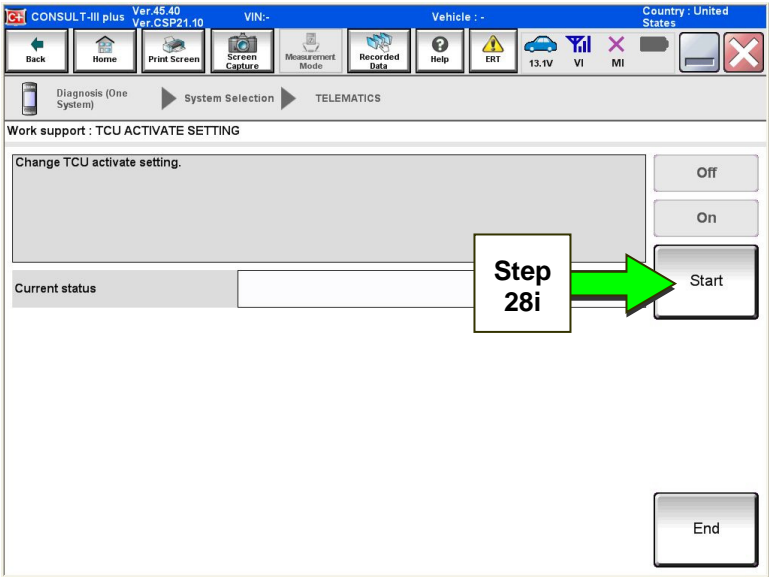 CONSULT-III plus
Ver.45.40
Ver.CSP21.10
VIN:-
Vehicle : -
Country : United
States
Back
Home
Print Screen
Screen
Capture
Measurement
Mode
Recorded
Data
Help
ERT
13.1V
VI
MI
Diagnosis (One
System)
System Selection
TELEMATICS
Work support : TCU ACTIVATE SETTING
Change TCU activate setting.
Off
On
Current status
Step
28i
Start
End